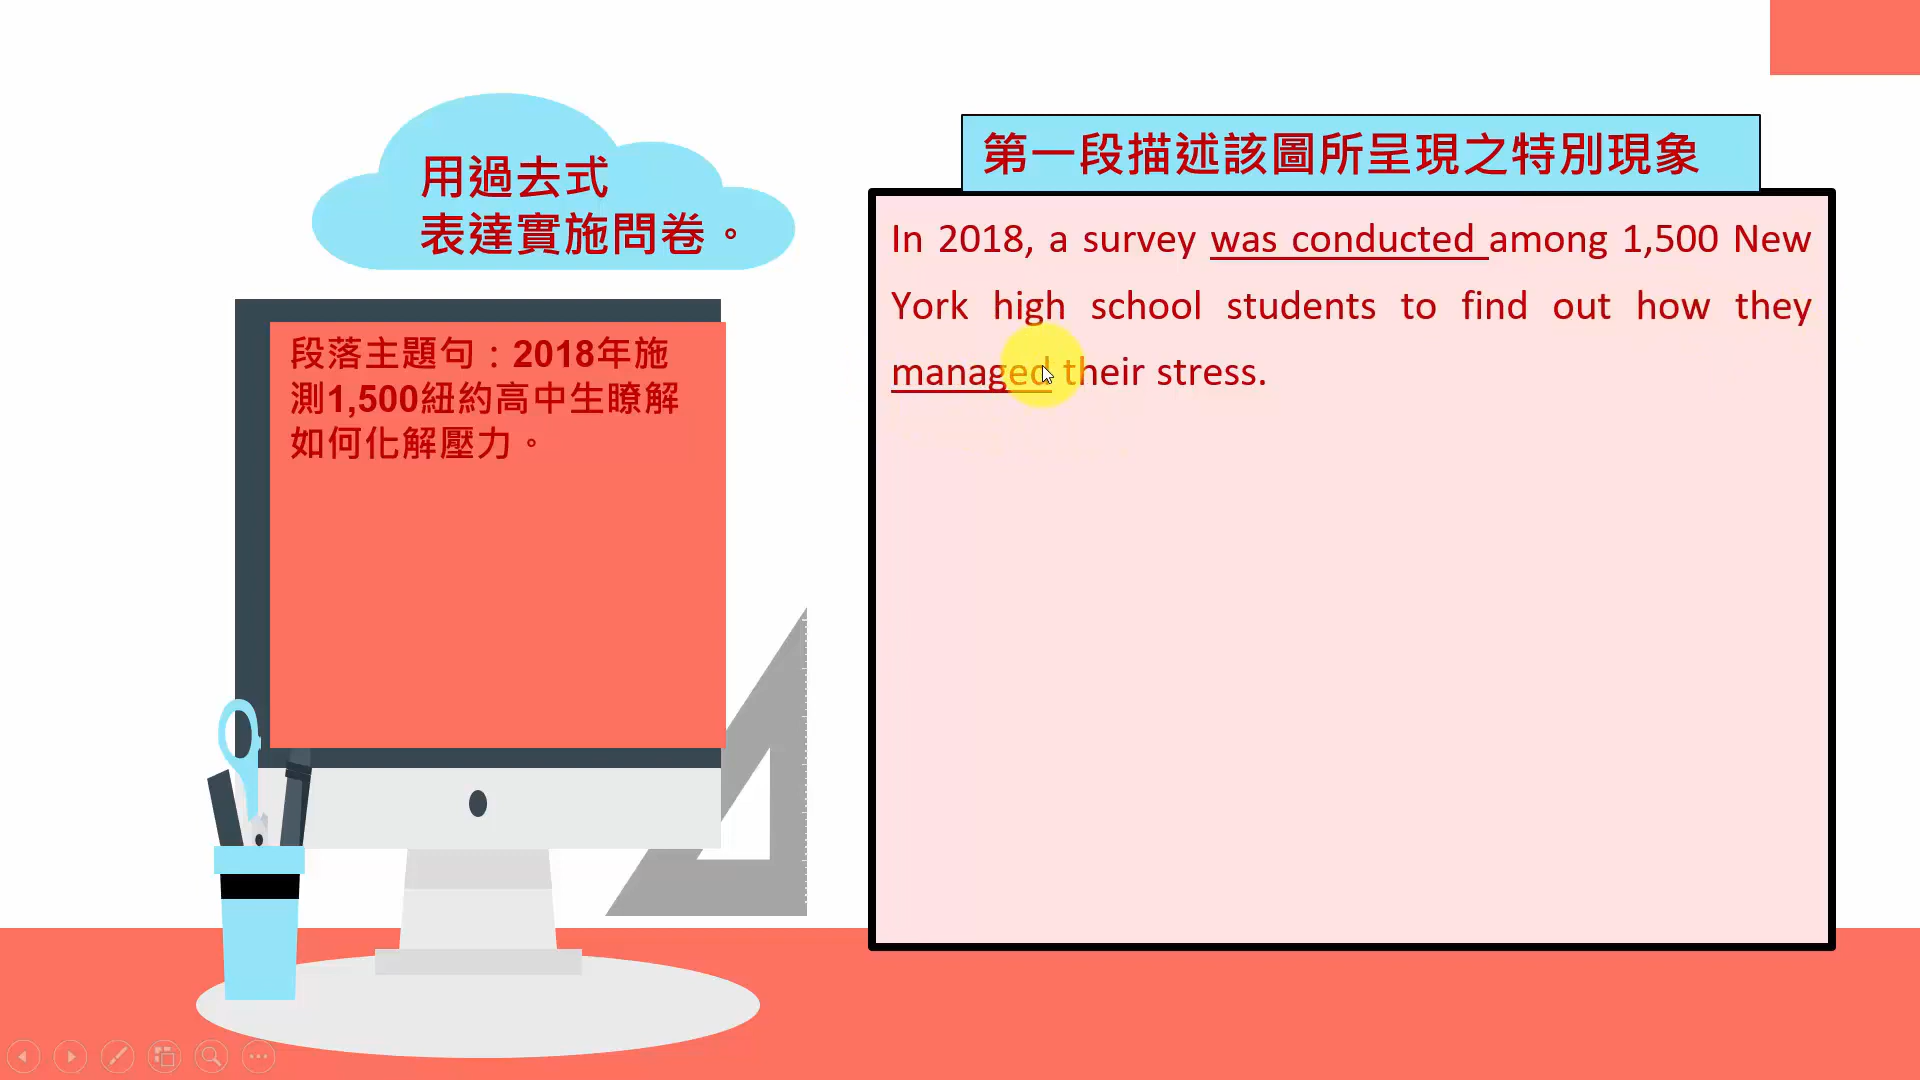 用過去式
表達實施問卷。
段落主題句：2018年施
測1,500紐約高中生瞭解
如何化解壓力。
第一段描述該圖所呈現之特別現象
In 2018, a survey was conducted among 1,500 New
York high school students to find out how they
managed their stress.